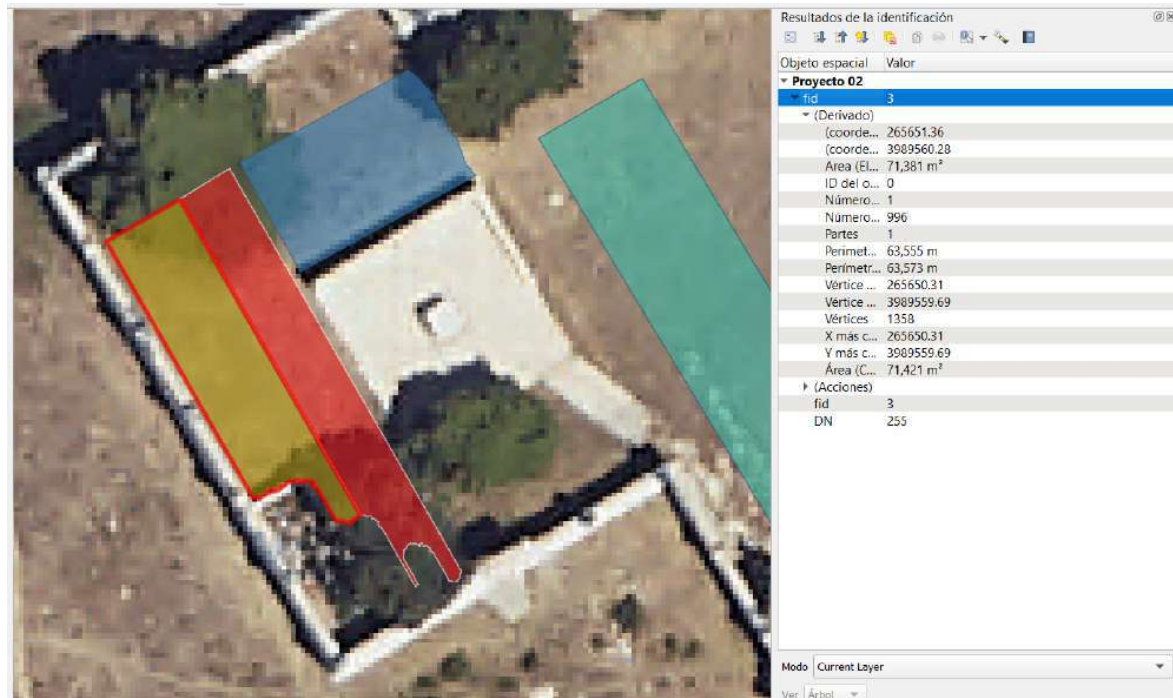 Resultados de la identificación
Objeto espacial Valor
Proyecto 02
fid 3
(Derivado)
(coorde... 265651.36
(coorde... 3989560.28
Área (El... 71,381 m²
ID del o... 0
Número... 1
Número... 996
Partes 1
Perímet... 63,555 m
Perímetr... 63,573 m
Vértice ... 265650.31
Vértice ... 3989559.69
Vértices 1358
X más c... 265650.31
Y más c... 3989559.69
Área (C... 71,421 m²
(Acciones)
fid 3
DN 255
Modo Current Layer
Ver Árbol